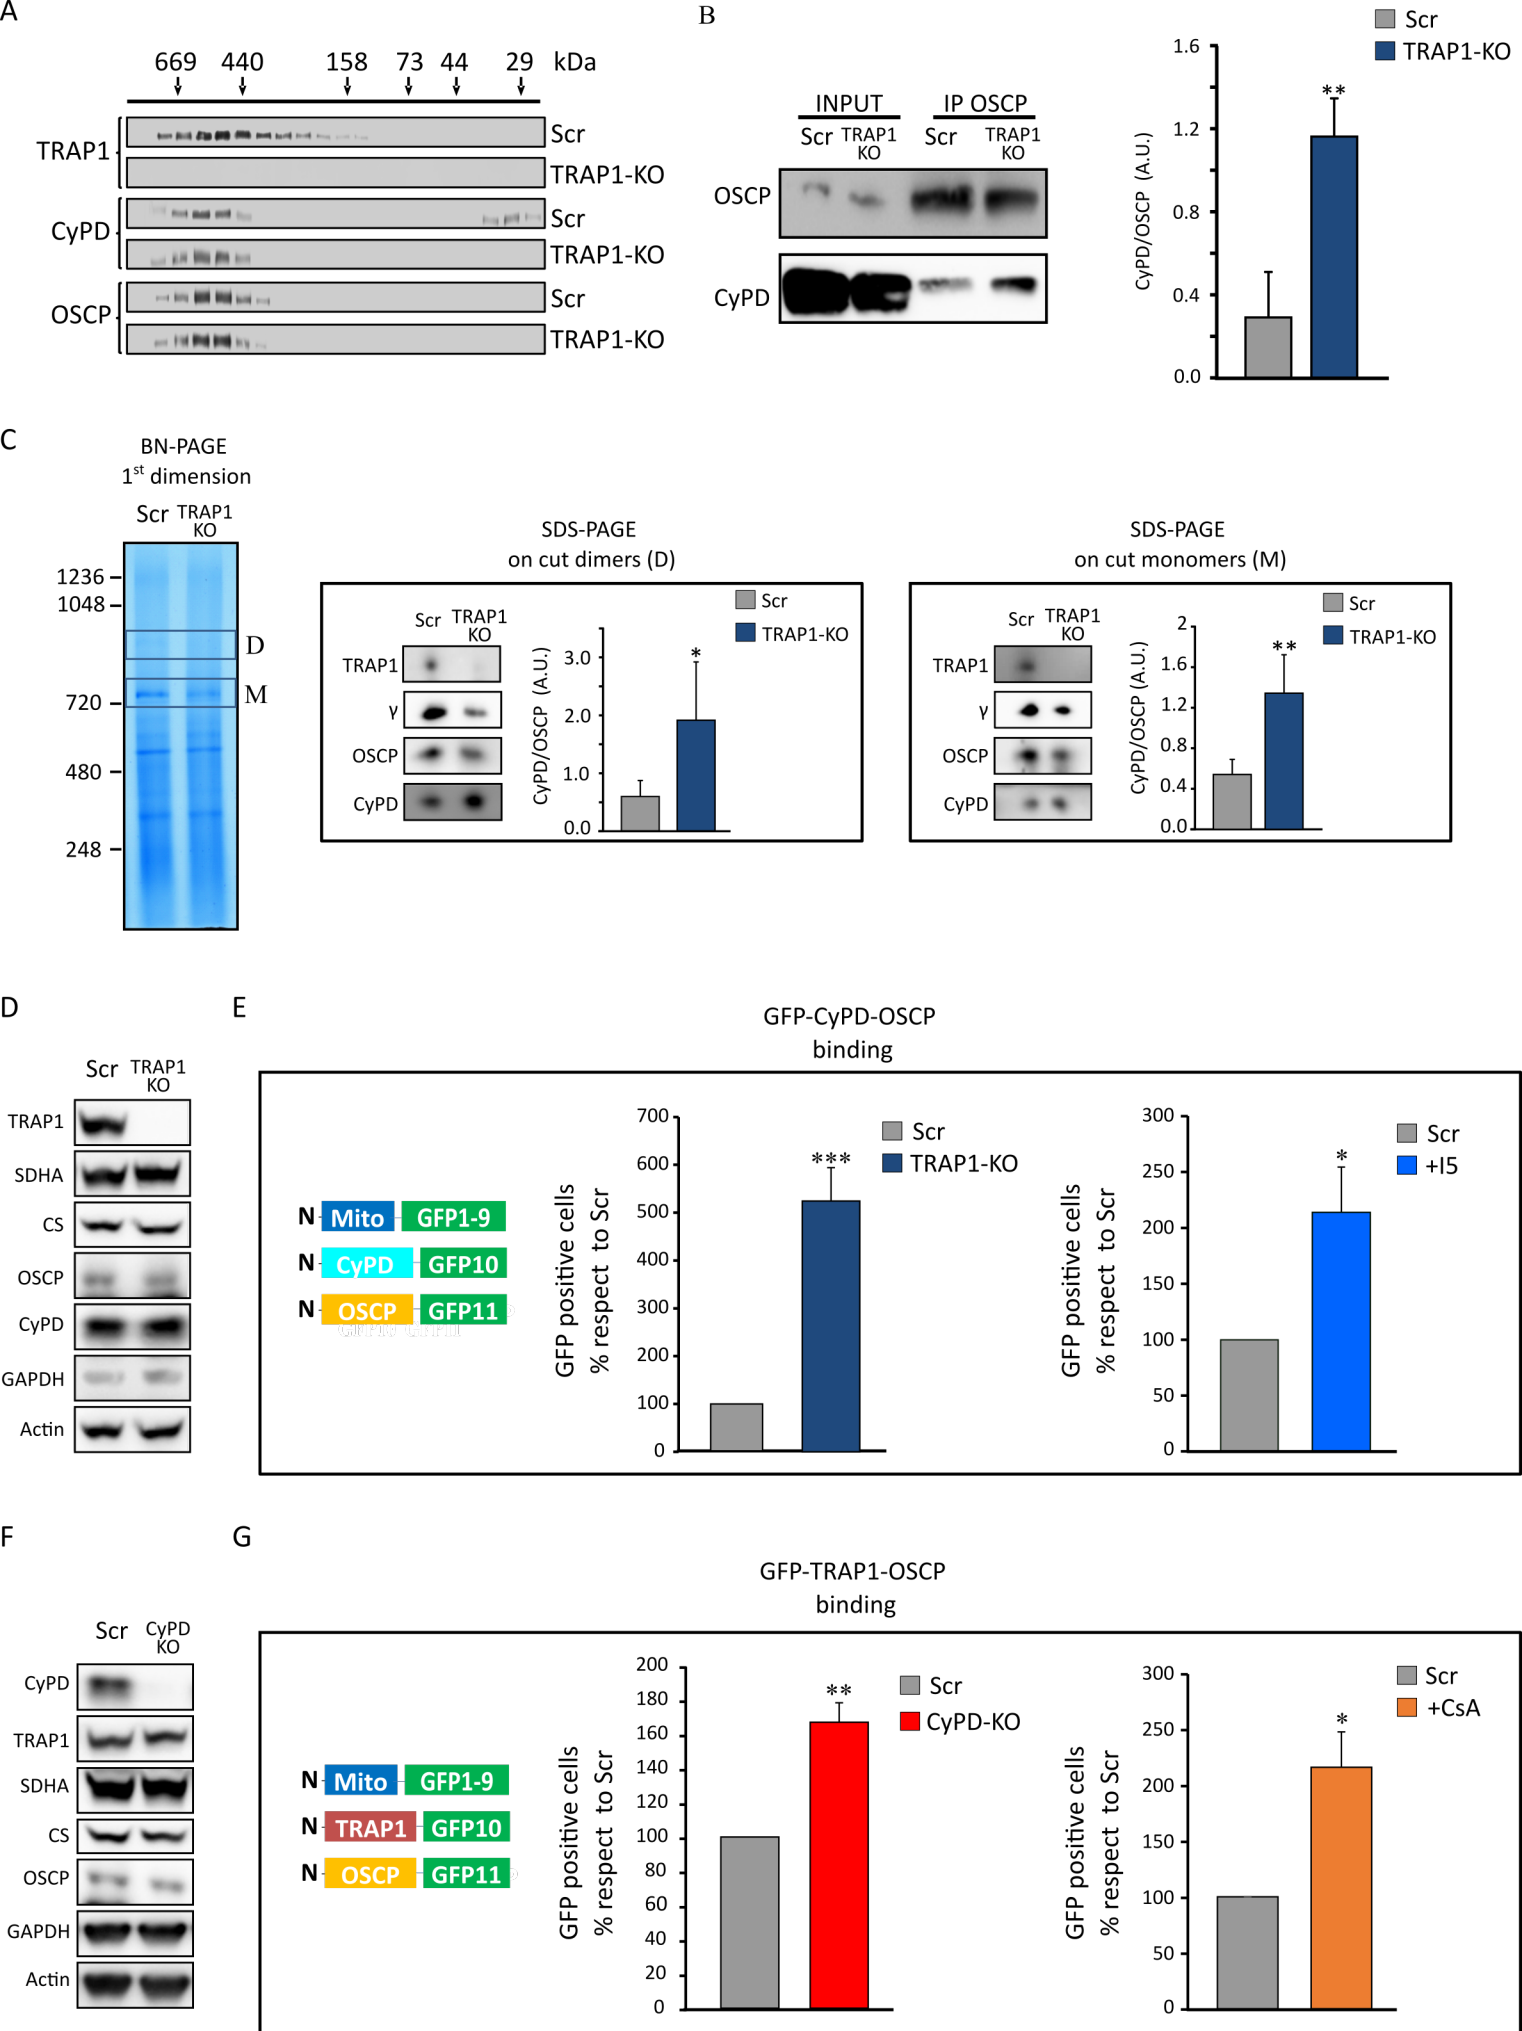 A
669 440 158 73 44 29 kDa
TRAP1
Scr
TRAP1-KO
CyPD
Scr
TRAP1-KO
OSCP
Scr
TRAP1-KO
B
INPUT IP OSCP
Scr TRAP1 KO Scr TRAP1 KO
OSCP
CyPD
Scr
TRAP1-KO
CyPD/OSCP (A.U.)
1.6
1.2
0.8
0.4
0.0
**
C
BN-PAGE
1st dimension
Scr TRAP1 KO
1236
1048
720
480
248
D
M
SDS-PAGE
on cut dimers (D)
Scr TRAP1 KO
TRAP1
γ
OSCP
CyPD
CyPD/OSCP (A.U.)
3.0
2.0
1.0
0.0
*
Scr
TRAP1-KO
SDS-PAGE
on cut monomers (M)
Scr TRAP1 KO
TRAP1
γ
OSCP
CyPD
CyPD/OSCP (A.U.)
2
1.6
1.2
0.8
0.4
0.0
**
Scr
TRAP1-KO
D
Scr TRAP1 KO
TRAP1
SDHA
CS
OSCP
CyPD
GAPDH
Actin
E
GFP-CyPD-OSCP
binding
N Mito GFP1-9
N CyPD GFP10
N OSCP GFP11
GFP positive cells
% respect to Scr
700
600
500
400
300
200
100
0
***
Scr
TRAP1-KO
GFP positive cells
% respect to Scr
300
250
200
150
100
50
0
*
Scr
+I5
F
Scr CyPD KO
CyPD
TRAP1
SDHA
CS
OSCP
GAPDH
Actin
G
GFP-TRAP1-OSCP
binding
N Mito GFP1-9
N TRAP1 GFP10
N OSCP GFP11
GFP positive cells
% respect to Scr
200
180
160
140
120
100
80
60
40
20
0
**
Scr
CyPD-KO
GFP positive cells
% respect to Scr
300
250
200
150
100
50
0
*
Scr
+CsA